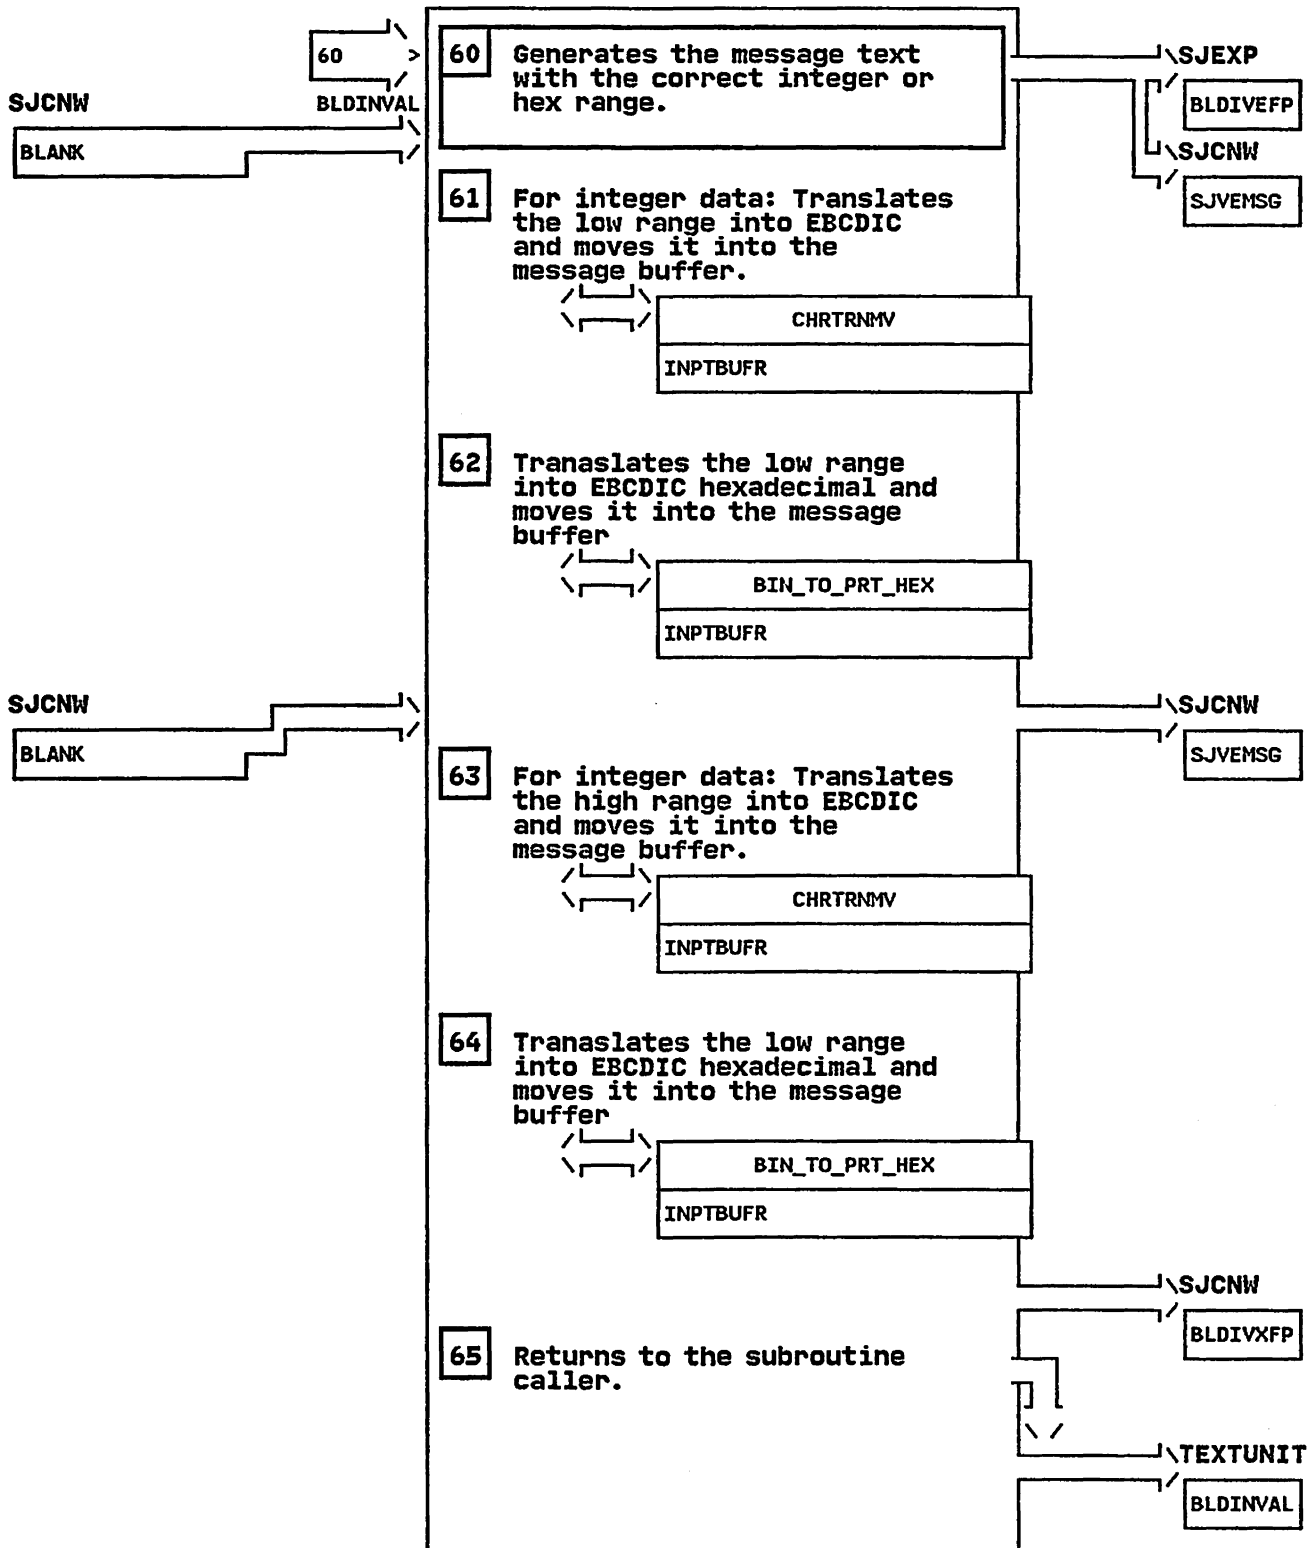 60 >
BLDINVAL
SJCNW
BLANK
60 Generates the message text
with the correct integer or
hex range.
SJEXP
BLDIVEFP
SJCNW
SJVEMSG
61 For integer data: Translates
the low range into EBCDIC
and moves it into the
message buffer.
CHRTRNMV
INPTBUFR
62 Tranaslates the low range
into EBCDIC hexadecimal and
moves it into the message
buffer
BIN_TO_PRT_HEX
INPTBUFR
SJCNW
BLANK
SJCNW
SJVEMSG
63 For integer data: Translates
the high range into EBCDIC
and moves it into the
message buffer.
CHRTRNMV
INPTBUFR
64 Tranaslates the low range
into EBCDIC hexadecimal and
moves it into the message
buffer
BIN_TO_PRT_HEX
INPTBUFR
SJCNW
BLDIVXFP
65 Returns to the subroutine
caller.
TEXTUNIT
BLDINVAL